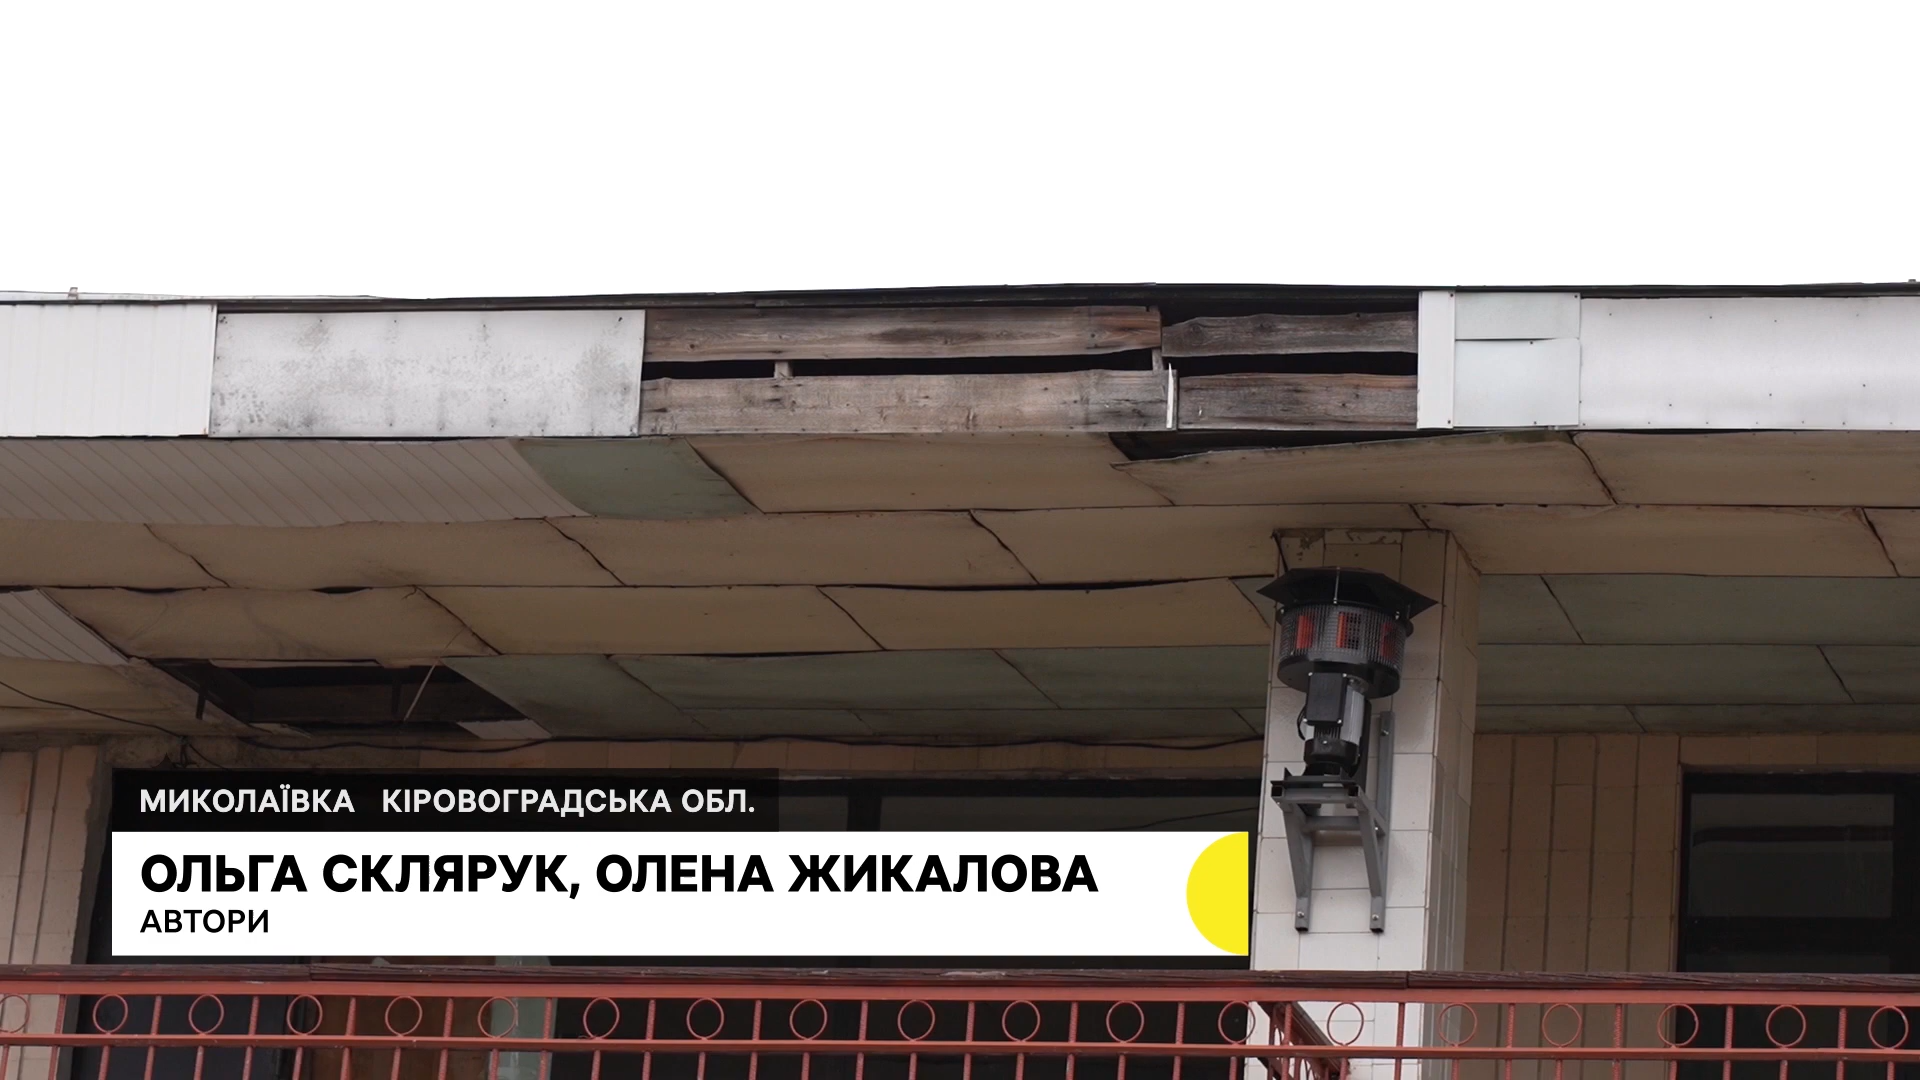 МИКОЛАЇВКА КІРОВОГРАДСЬКА ОБЛ.
ОЛЬГА СКЛЯРУК, ОЛЕНА ЖИКАЛОВА
АВТОРИ